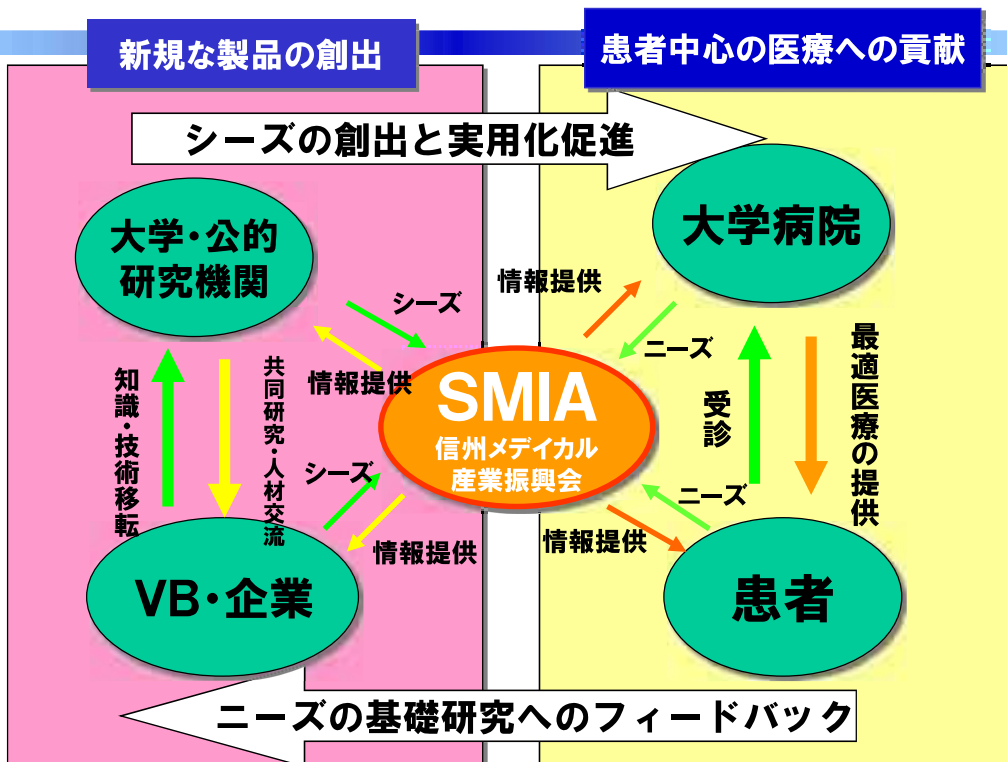 新規な製品の創出
患者中心の医療への貢献
シーズの創出と実用化促進
大学・公的
研究機関
大学病院
シーズ
情報提供
情報提供
ニーズ
SMIA
信州メデイカル
産業振興会
知識・技術移転
共同研究・人材交流
受診
最適医療の提供
シーズ
情報提供
ニーズ
情報提供
VB・企業
患者
ニーズの基礎研究へのフィードバック